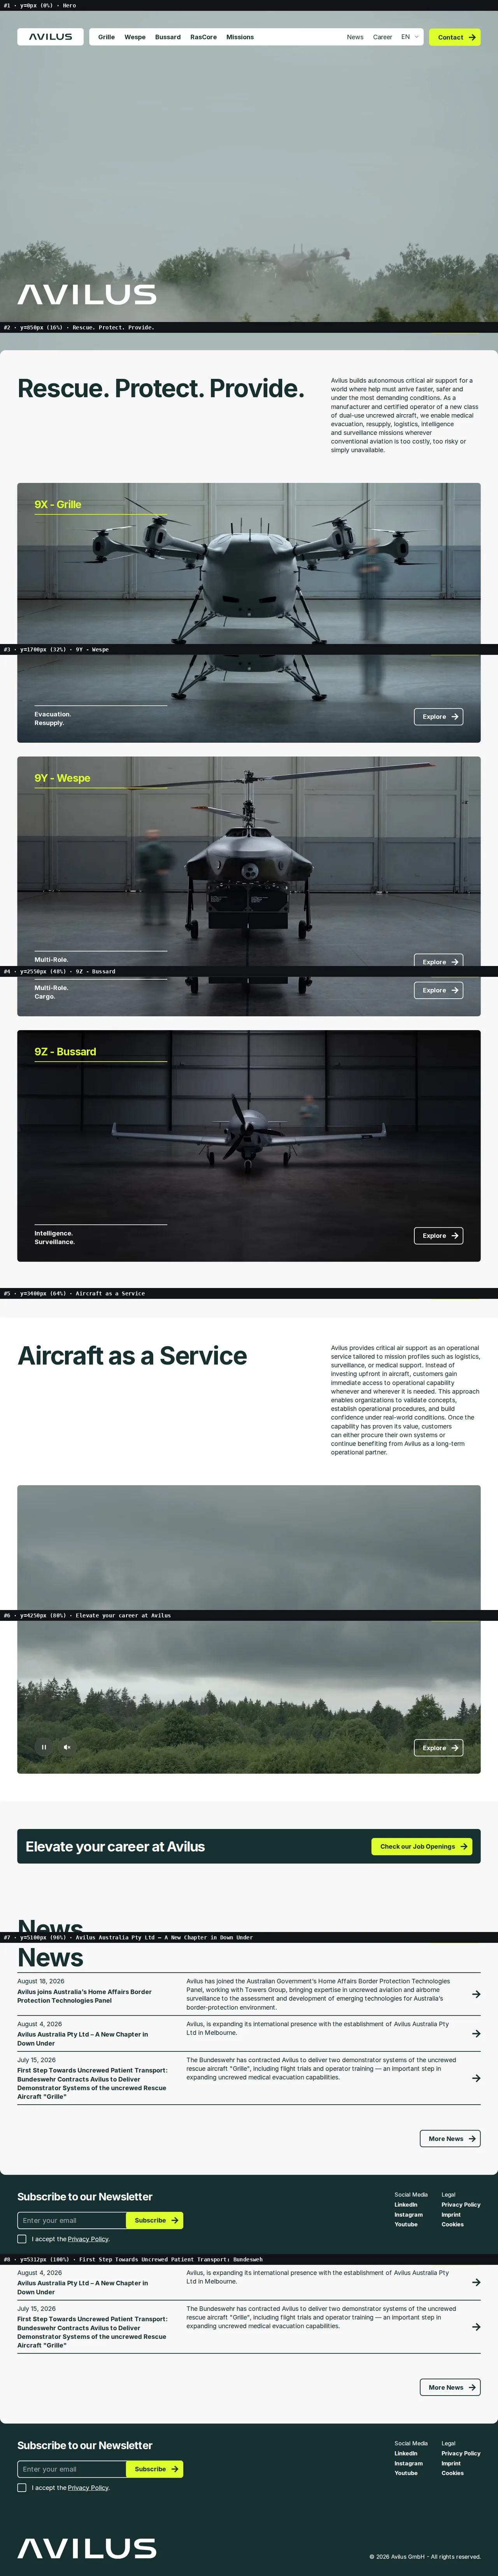 #1 · y=0px (0%) · Hero
AVILUS
Grille Wespe Bussard RasCore Missions
News Career EN
Contact
AVILUS
#2 · y=850px (16%) · Rescue. Protect. Provide.
Rescue. Protect. Provide.
Avilus builds autonomous critical air support for a
world where help must arrive faster, safer and
under the most demanding conditions. As a
manufacturer and certified operator of a new class
of dual-use uncrewed aircraft, we enable medical
evacuation, resupply, logistics, intelligence
and surveillance missions wherever
conventional aviation is too costly, too risky or
simply unavailable.
9X - Grille
#3 · y=1700px (32%) · 9Y - Wespe
Evacuation.
Resupply.
Explore
9Y - Wespe
Multi-Role.
Explore
#4 · y=2550px (48%) · 9Z - Bussard
Multi-Role.
Cargo.
Explore
9Z - Bussard
Intelligence.
Surveillance.
Explore
#5 · y=3400px (64%) · Aircraft as a Service
Aircraft as a Service
Avilus provides critical air support as an operational
service tailored to mission profiles such as logistics,
surveillance, or medical support. Instead of
investing upfront in aircraft, customers gain
immediate access to operational capability
whenever and wherever it is needed. This approach
enables organizations to validate concepts,
establish operational procedures, and build
confidence under real-world conditions. Once the
capability has proven its value, customers
can either procure their own systems or
continue benefiting from Avilus as a long-term
operational partner.
#6 · y=4250px (80%) · Elevate your career at Avilus
Explore
Elevate your career at Avilus
Check our Job Openings
News
#7 · y=5100px (96%) · Avilus Australia Pty Ltd – A New Chapter in Down Under
News
August 18, 2026
Avilus joins Australia's Home Affairs Border
Protection Technologies Panel
Avilus has joined the Australian Government's Home Affairs Border Protection Technologies
Panel, working with Towers Group, bringing expertise in uncrewed aviation and airborne
surveillance to the assessment and development of emerging technologies for Australia's
border-protection environment.
August 4, 2026
Avilus Australia Pty Ltd – A New Chapter in
Down Under
Avilus, is expanding its international presence with the establishment of Avilus Australia Pty
Ltd in Melbourne.
July 15, 2026
First Step Towards Uncrewed Patient Transport:
Bundeswehr Contracts Avilus to Deliver
Demonstrator Systems of the uncrewed Rescue
Aircraft "Grille"
The Bundeswehr has contracted Avilus to deliver two demonstrator systems of the uncrewed
rescue aircraft "Grille", including flight trials and operator training — an important step in
expanding uncrewed medical evacuation capabilities.
More News
Subscribe to our Newsletter
Enter your email
Subscribe
I accept the Privacy Policy.
Social Media
LinkedIn
Instagram
Youtube
Legal
Privacy Policy
Imprint
Cookies
#8 · y=5312px (100%) · First Step Towards Uncrewed Patient Transport: Bundesweh
August 4, 2026
Avilus Australia Pty Ltd – A New Chapter in
Down Under
Avilus, is expanding its international presence with the establishment of Avilus Australia Pty
Ltd in Melbourne.
July 15, 2026
First Step Towards Uncrewed Patient Transport:
Bundeswehr Contracts Avilus to Deliver
Demonstrator Systems of the uncrewed Rescue
Aircraft "Grille"
The Bundeswehr has contracted Avilus to deliver two demonstrator systems of the uncrewed
rescue aircraft "Grille", including flight trials and operator training — an important step in
expanding uncrewed medical evacuation capabilities.
More News
Subscribe to our Newsletter
Enter your email
Subscribe
I accept the Privacy Policy.
Social Media
LinkedIn
Instagram
Youtube
Legal
Privacy Policy
Imprint
Cookies
AVILUS
© 2026 Avilus GmbH - All rights reserved.